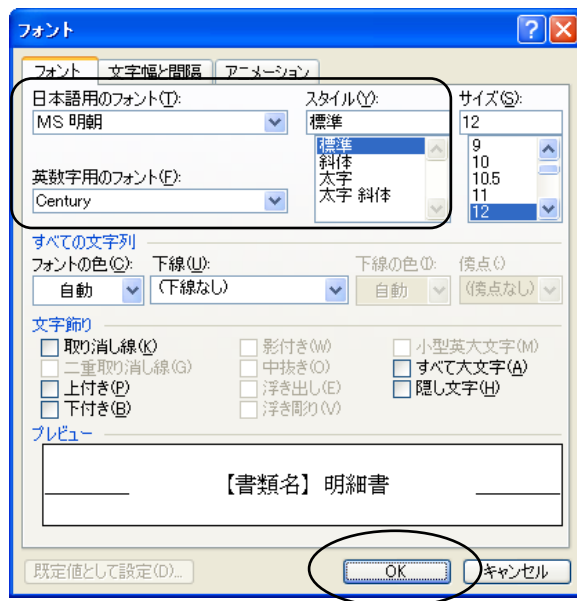 フォント
フォント 文字幅と間隔 アニメーション
日本語用のフォント(T): スタイル(Y): サイズ(S):
MS 明朝 標準 12
標準 9
斜体 10
太字 10.5
太字 斜体 11
12
英数字用のフォント(F):
Century
すべての文字列
フォントの色(C): 下線(U): 下線の色(I): 傍点(:)
自動 (下線なし) 自動 (傍点なし)
文字飾り
取り消し線(K) 影付き(W) 小型英大文字(M)
二重取り消し線(G) 中抜き(O) すべて大文字(A)
上付き(P) 浮き出し(E) 隠し文字(H)
下付き(B) 浮き彫り(V)
プレビュー
【書類名】 明細書
既定値として設定(D)... OK キャンセル